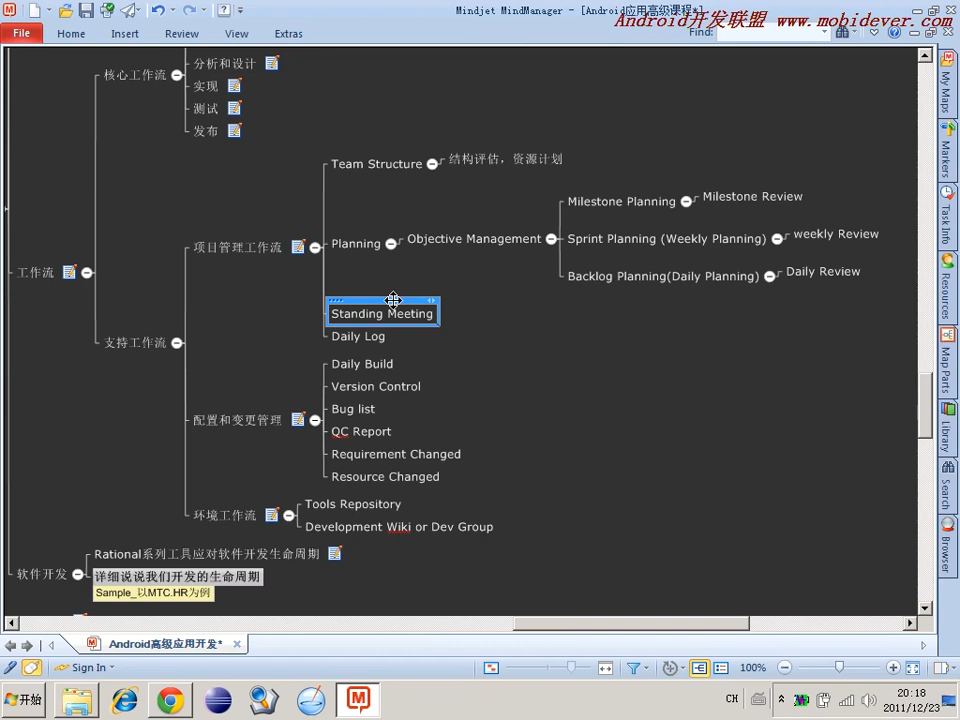 Mindjet MindManager - [Android应用高级课程*]
Android开发联盟 www.mobidever.com
File Home Insert Review View Extras Find:
分析和设计
核心工作流
实现
测试
发布
Team Structure 结构评估，资源计划
Milestone Planning Milestone Review
项目管理工作流 Planning Objective Management Sprint Planning (Weekly Planning) weekly Review
工作流 Backlog Planning(Daily Planning) Daily Review
Standing Meeting
支持工作流 Daily Log
Daily Build
Version Control
Bug list
配置和变更管理
QC Report
Requirement Changed
Resource Changed
Tools Repository
环境工作流
Development Wiki or Dev Group
Rational系列工具应对软件开发生命周期
软件开发 详细说说我们开发的生命周期
Sample_以MTC.HR为例
My Maps
Markers
Task Info
Resources
Map Parts
Library
Search
Browser
Android高级应用开发*
Sign In 100%
开始 CH 20:18
2011/12/23